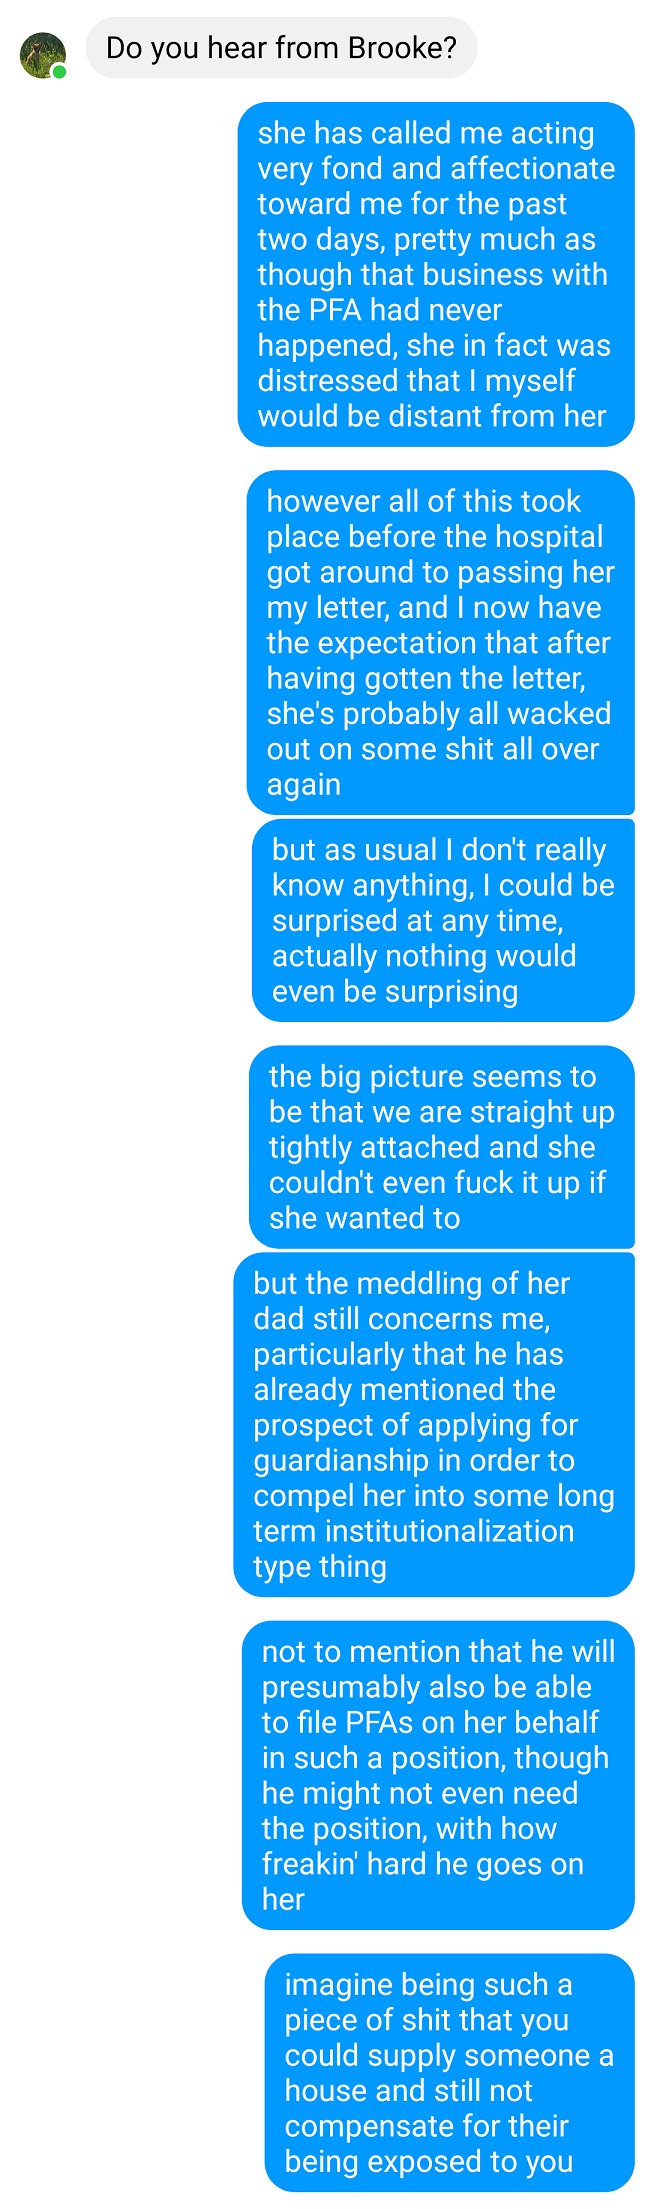 Do you hear from Brooke?
she has called me acting
very fond and affectionate
toward me for the past
two days, pretty much as
though that business with
the PFA had never
happened, she in fact was
distressed that I myself
would be distant from her
however all of this took
place before the hospital
got around to passing her
my letter, and I now have
the expectation that after
having gotten the letter,
she's probably all wacked
out on some shit all over
again
but as usual I don't really
know anything, I could be
surprised at any time,
actually nothing would
even be surprising
the big picture seems to
be that we are straight up
tightly attached and she
couldn't even fuck it up if
she wanted to
but the meddling of her
dad still concerns me,
particularly that he has
already mentioned the
prospect of applying for
guardianship in order to
compel her into some long
term institutionalization
type thing
not to mention that he will
presumably also be able
to file PFAs on her behalf
in such a position, though
he might not even need
the position, with how
freakin' hard he goes on
her
imagine being such a
piece of shit that you
could supply someone a
house and still not
compensate for their
being exposed to you